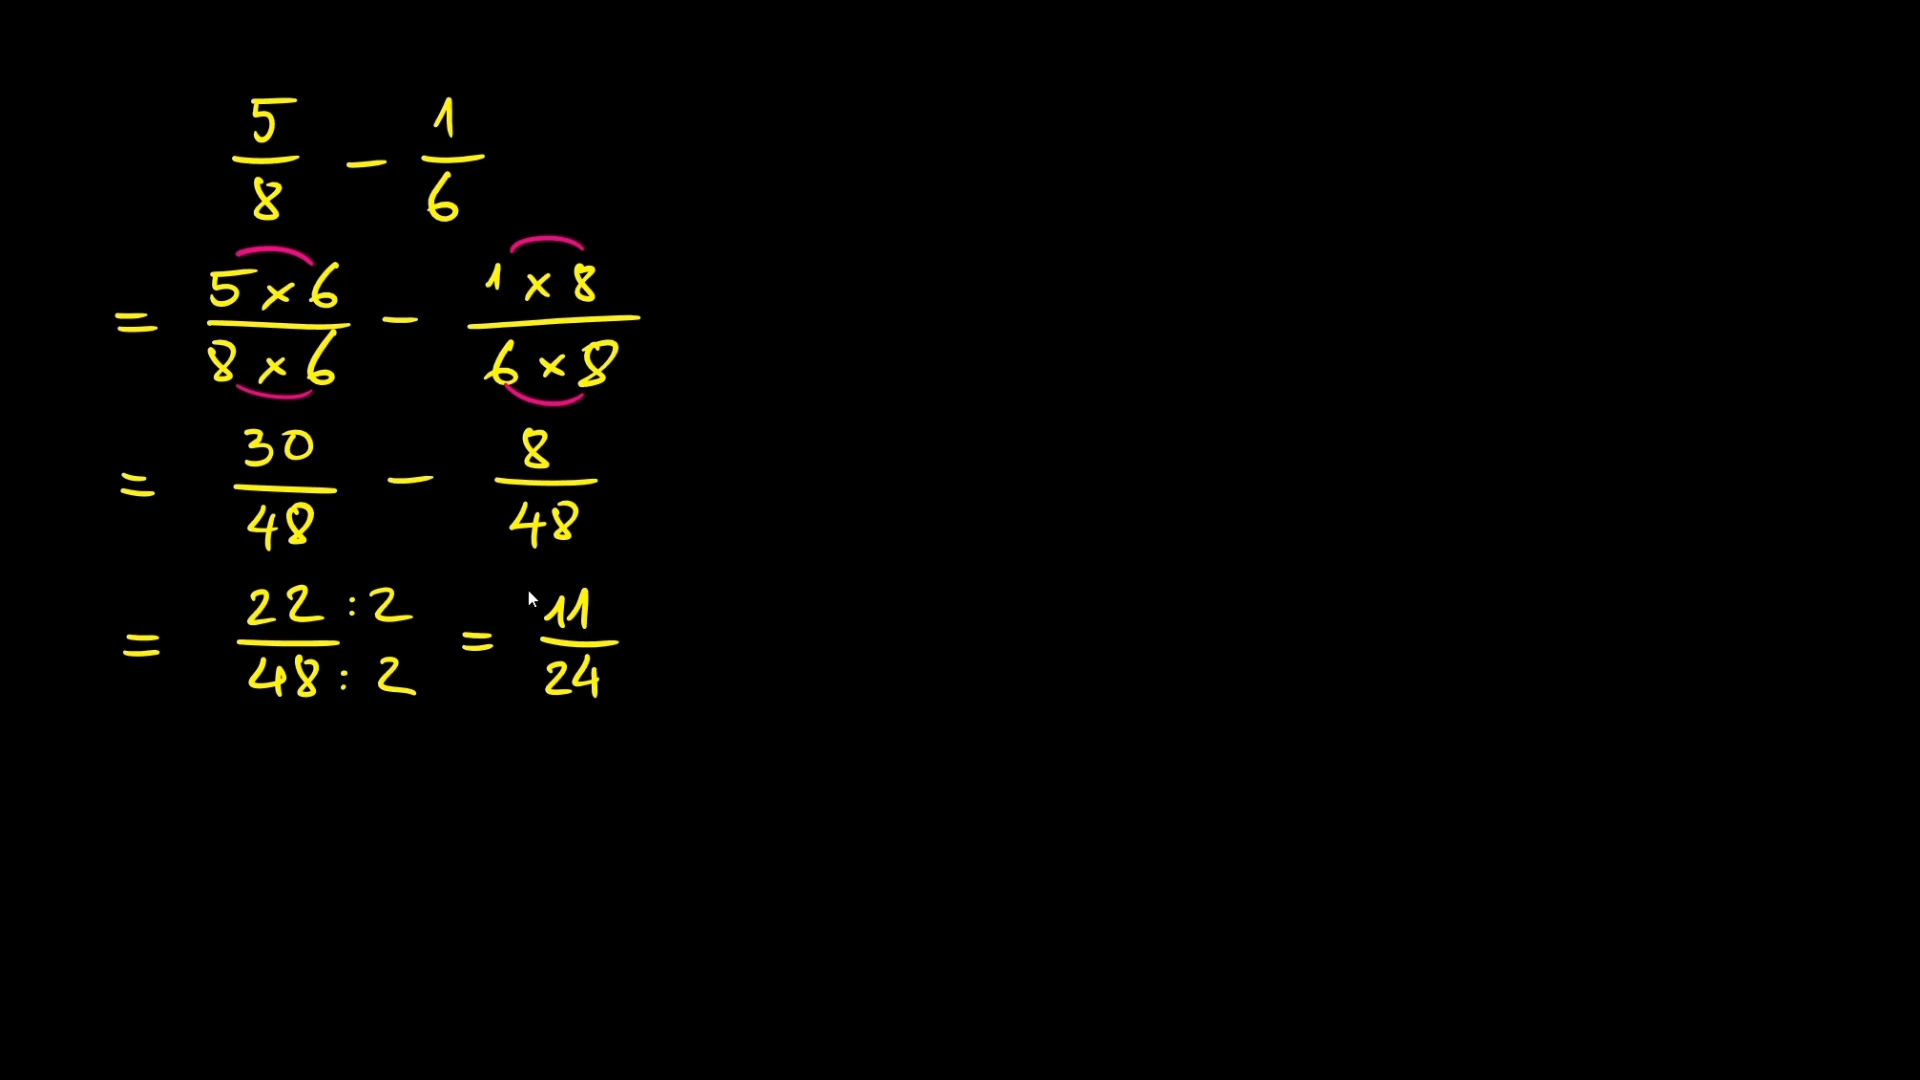 5/8 - 1/6
= 5 x 6 / 8 x 6 - 1 x 8 / 6 x 8
= 30/48 - 8/48
= 22 : 2 / 48 : 2 = 11/24